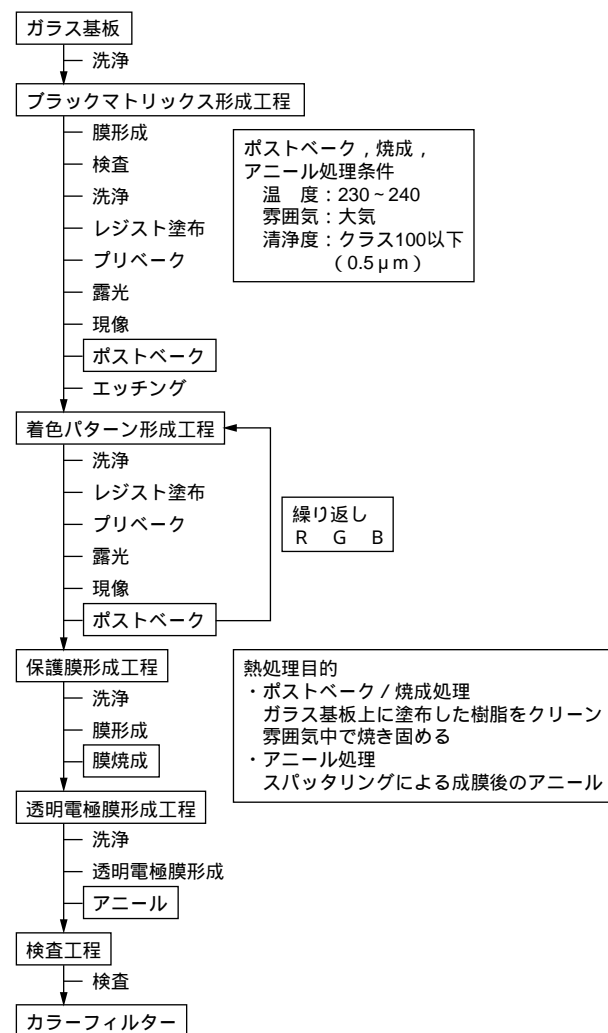 ガラス基板
洗浄
ブラックマトリックス形成工程
膜形成
検査
洗浄
レジスト塗布
プリベーク
露光
現像
ポストベーク
エッチング
ポストベーク，焼成，
アニール処理条件
温　度：230～240
雰囲気：大気
清浄度：クラス100以下
（0.5μm）
着色パターン形成工程
洗浄
レジスト塗布
プリベーク
露光
現像
ポストベーク
繰り返し
R　G　B
保護膜形成工程
洗浄
膜形成
膜焼成
熱処理目的
・ポストベーク／焼成処理
ガラス基板上に塗布した樹脂をクリーン
雰囲気中で焼き固める
・アニール処理
スパッタリングによる成膜後のアニール
透明電極膜形成工程
洗浄
透明電極膜形成
アニール
検査工程
検査
カラーフィルター